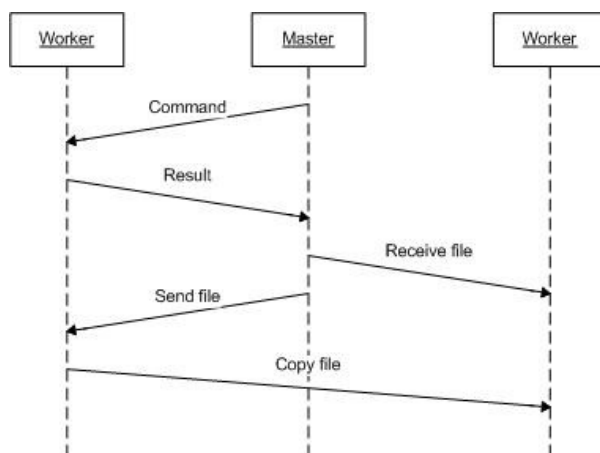 Worker
Master
Worker
Command
Result
Receive file
Send file
Copy file